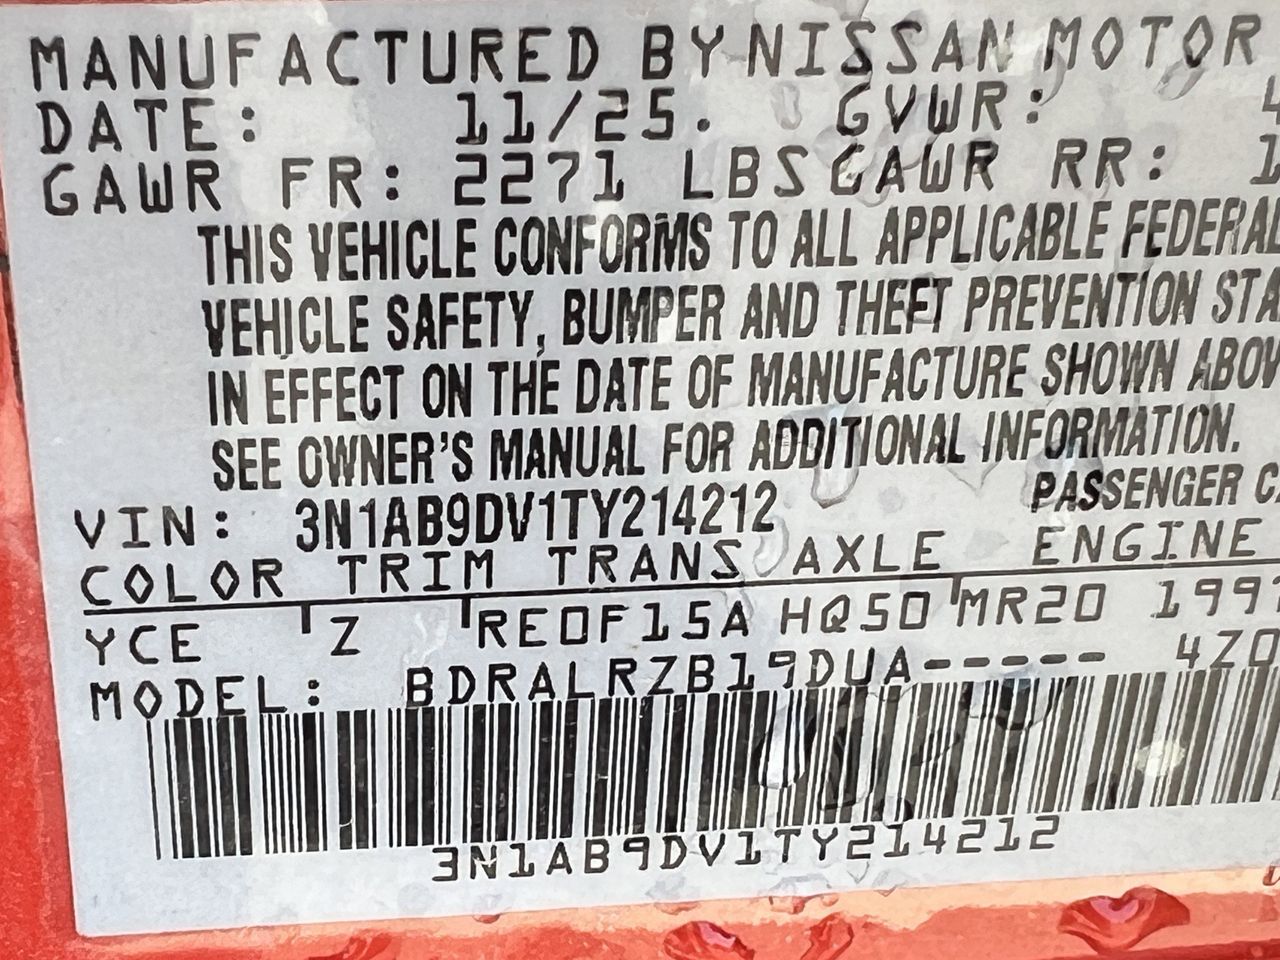 MANUFACTURED BY NISSAN MOTOR
DATE: 11/25. GVWR:
GAWR FR: 2271 LBS GAWR RR: 1
THIS VEHICLE CONFORMS TO ALL APPLICABLE FEDERAL
VEHICLE SAFETY, BUMPER AND THEFT PREVENTION STA
IN EFFECT ON THE DATE OF MANUFACTURE SHOWN ABOV
SEE OWNER'S MANUAL FOR ADDITIONAL INFORMATION.
VIN: 3N1AB9DV1TY214212 PASSENGER C
COLOR TRIM TRANS AXLE ENGINE
YCE Z RE0F15A HQ50 MR20 199
MODEL: BDRALRZB19DUA----- 4Z0
3N1AB9DV1TY214212